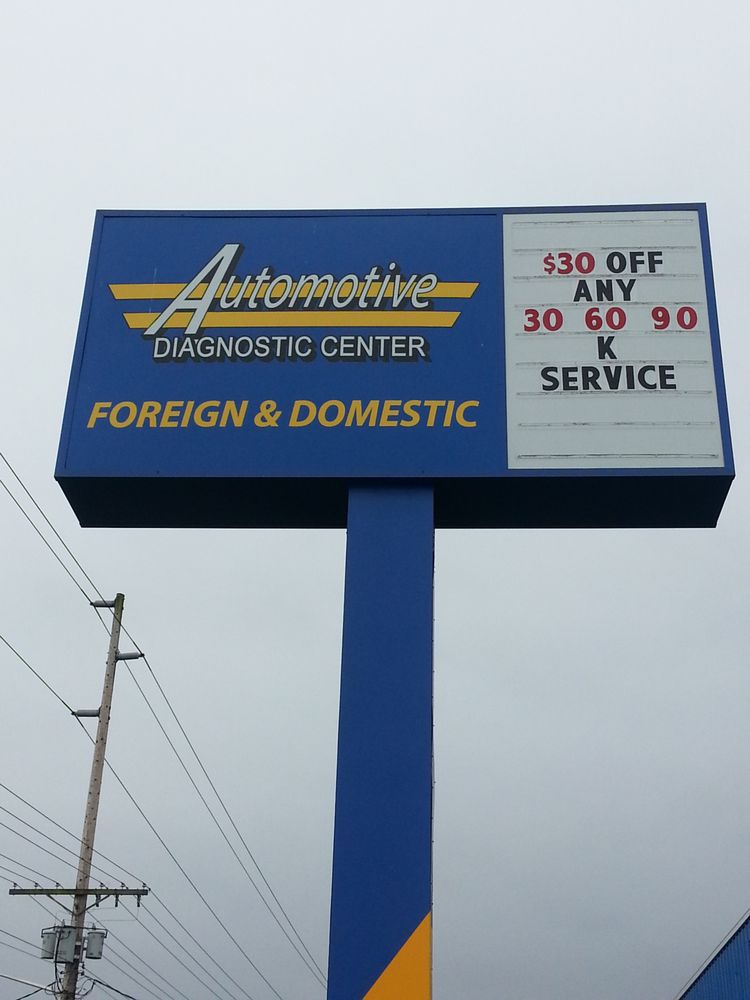 Automotive
DIAGNOSTIC CENTER
FOREIGN & DOMESTIC
$30 OFF
ANY
30 60 90
K
SERVICE